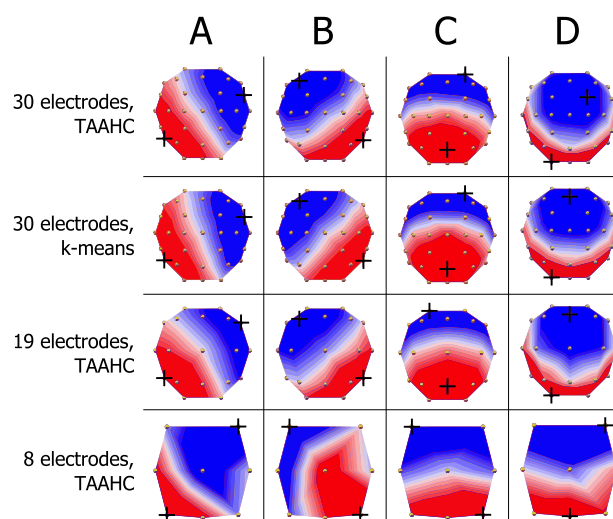 A B C D
30 electrodes,
TAAHC
30 electrodes,
k-means
19 electrodes,
TAAHC
8 electrodes,
TAAHC